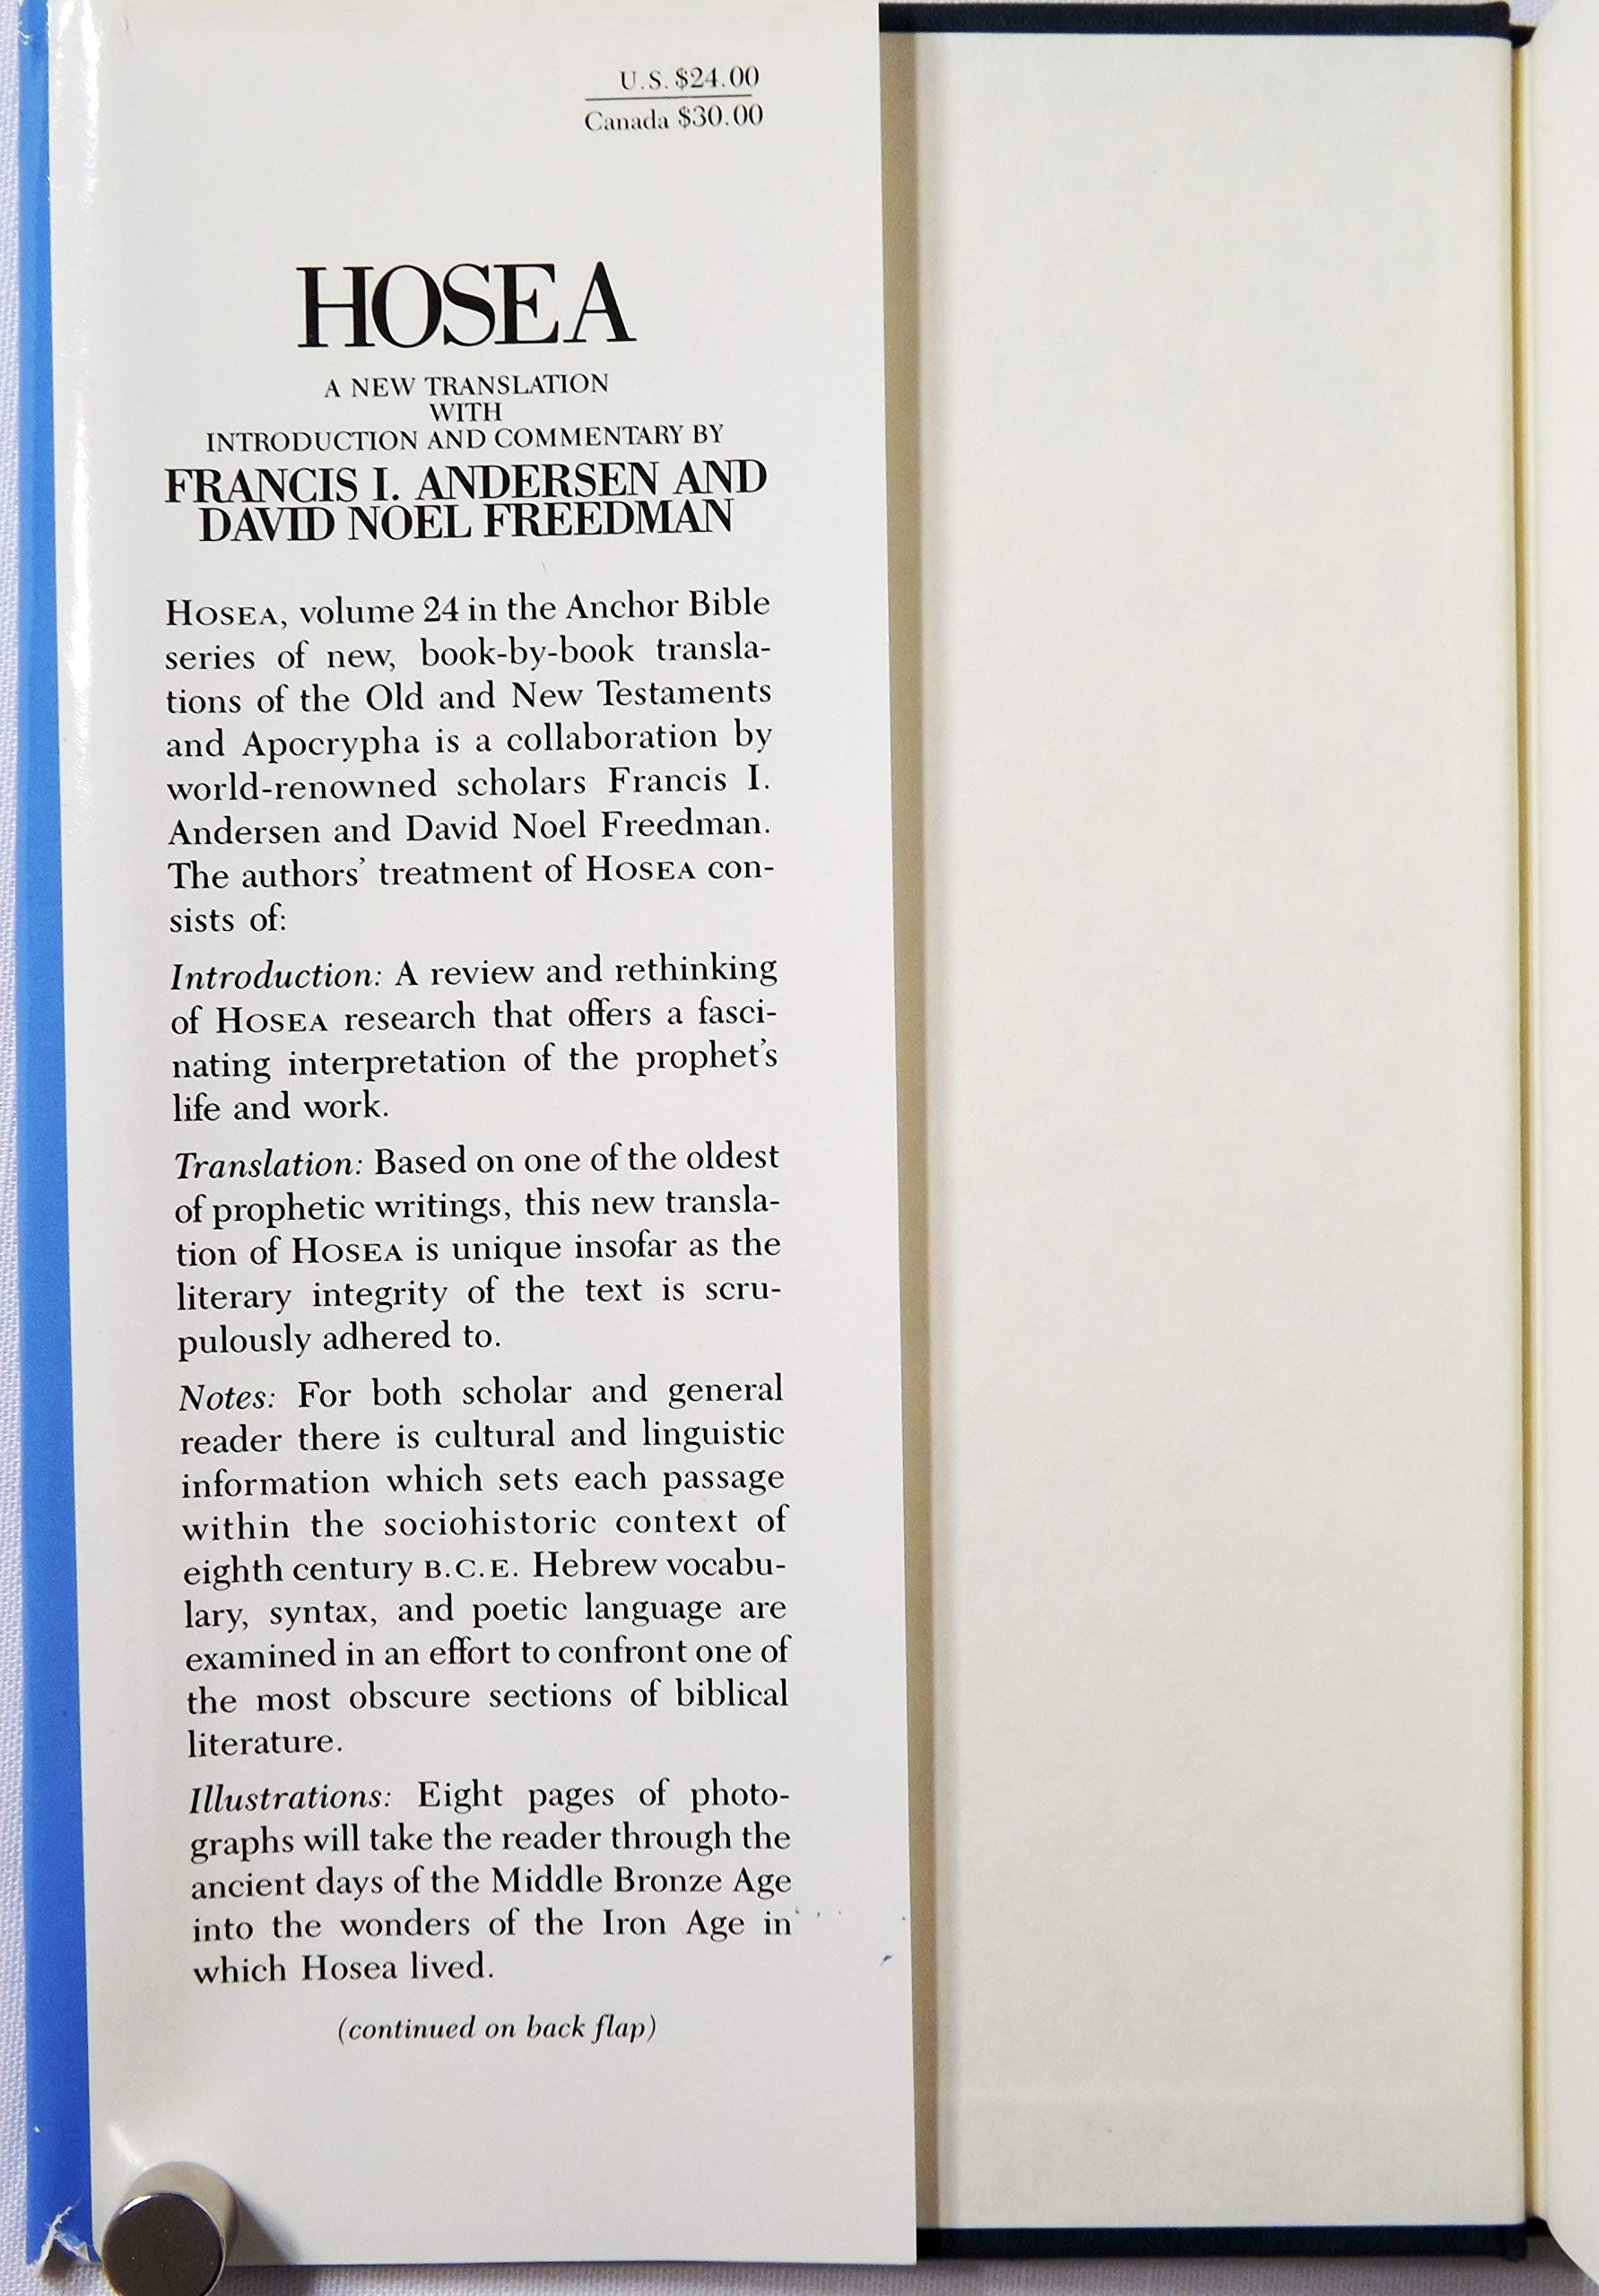 U.S. $24.00
Canada $30.00
HOSEA
A NEW TRANSLATION
WITH
INTRODUCTION AND COMMENTARY BY
FRANCIS I. ANDERSEN AND
DAVID NOEL FREEDMAN
HOSEA, volume 24 in the Anchor Bible
series of new, book-by-book transla-
tions of the Old and New Testaments
and Apocrypha is a collaboration by
world-renowned scholars Francis I.
Andersen and David Noel Freedman.
The authors' treatment of HOSEA con-
sists of:
Introduction: A review and rethinking
of HOSEA research that offers a fasci-
nating interpretation of the prophet's
life and work.
Translation: Based on one of the oldest
of prophetic writings, this new transla-
tion of HOSEA is unique insofar as the
literary integrity of the text is scru-
pulously adhered to.
Notes: For both scholar and general
reader there is cultural and linguistic
information which sets each passage
within the sociohistoric context of
eighth century B.C.E. Hebrew vocabu-
lary, syntax, and poetic language are
examined in an effort to confront one of
the most obscure sections of biblical
literature.
Illustrations: Eight pages of photo-
graphs will take the reader through the
ancient days of the Middle Bronze Age
into the wonders of the Iron Age in
which Hosea lived.
(continued on back flap)